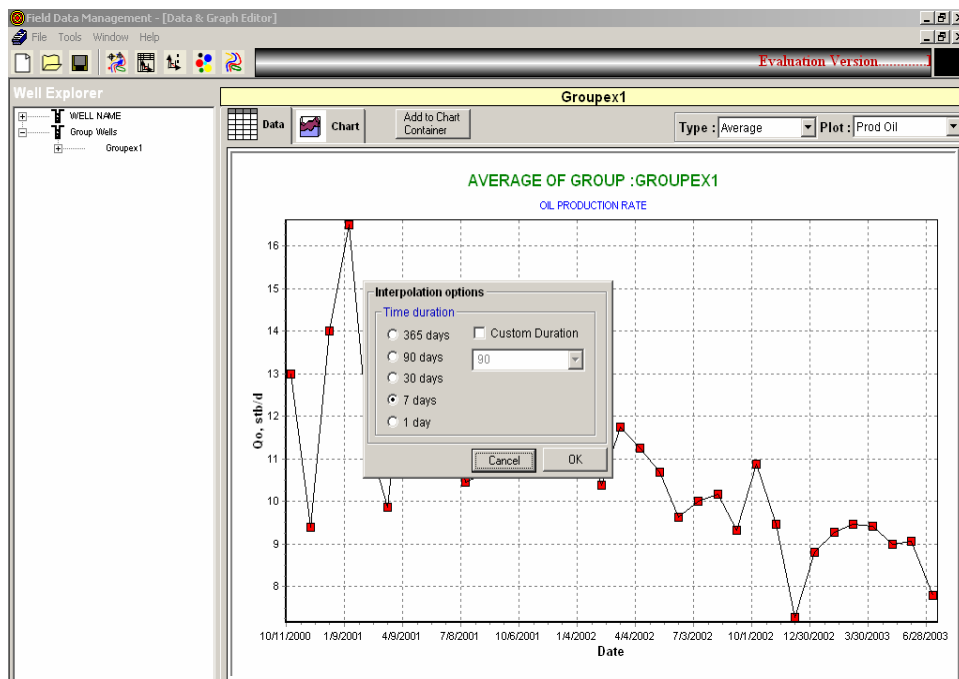 Field Data Management - [Data & Graph Editor]
File Tools Window Help
Evaluation Version.............
Well Explorer
WELL NAME
Group Wells
Groupex1
Groupex1
Data
Chart
Add to Chart
Container
Type : Average
Plot : Prod Oil
AVERAGE OF GROUP :GROUPEX1
OIL PRODUCTION RATE
16
15
14
13
12
11
10
9
8
Qo, stb/d
10/11/2000 1/9/2001 4/9/2001 7/8/2001 10/6/2001 1/4/2002 4/4/2002 7/3/2002 10/1/2002 12/30/2002 3/30/2003 6/28/2003
Date
Interpolation options
Time duration
365 days
90 days
30 days
7 days
1 day
Custom Duration
90
Cancel
OK